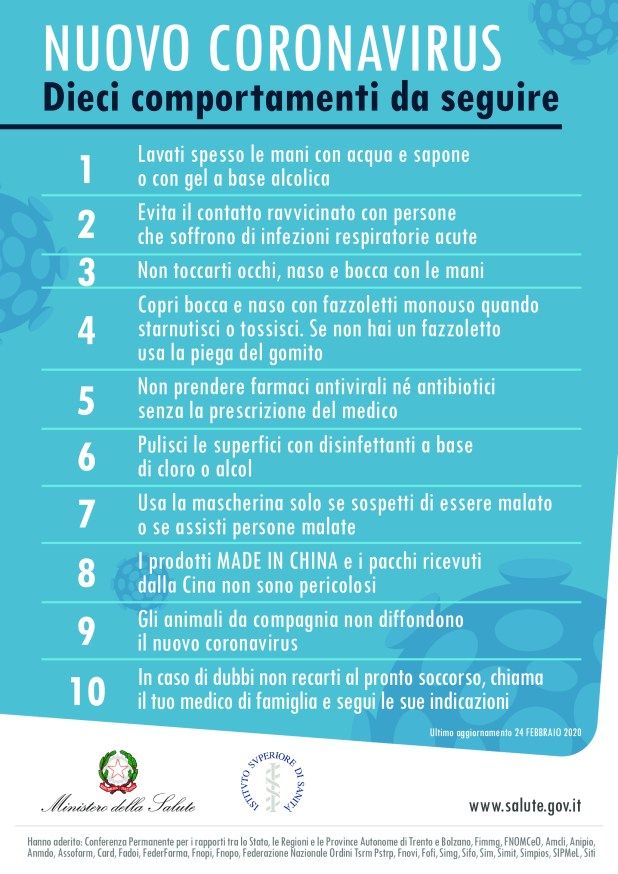 NUOVO CORONAVIRUS
Dieci comportamenti da seguire
1
Lavati spesso le mani con acqua e sapone
o con gel a base alcolica
2
Evita il contatto ravvicinato con persone
che soffrono di infezioni respiratorie acute
3
Non toccarti occhi, naso e bocca con le mani
4
Copri bocca e naso con fazzoletti monouso quando
starnutisci o tossisci. Se non hai un fazzoletto
usa la piega del gomito
5
Non prendere farmaci antivirali né antibiotici
senza la prescrizione del medico
6
Pulisci le superfici con disinfettanti a base
di cloro o alcol
7
Usa la mascherina solo se sospetti di essere malato
o se assisti persone malate
8
I prodotti MADE IN CHINA e i pacchi ricevuti
dalla Cina non sono pericolosi
9
Gli animali da compagnia non diffondono
il nuovo coronavirus
10
In caso di dubbi non recarti al pronto soccorso, chiama
il tuo medico di famiglia e segui le sue indicazioni
Ultimo aggiornamento 24 FEBBRAIO 2020
Ministero della Salute
ISTITVTO SVPERIORE DI SANITÀ
www.salute.gov.it
Hanno aderito: Conferenza Permanente per i rapporti tra lo Stato, le Regioni e le Province Autonome di Trento e Bolzano, Fimmg, FNOMCeO, Amcli, Anipio,
Anmdo, Assofarm, Card, Fadoi, FederFarma, Fnopi, Fnopo, Federazione Nazionale Ordini Tsrm Pstrp, Fnovi, Fofi, Simg, Sifo, Sim, Simit, Simpios, SIPMeL, Siti